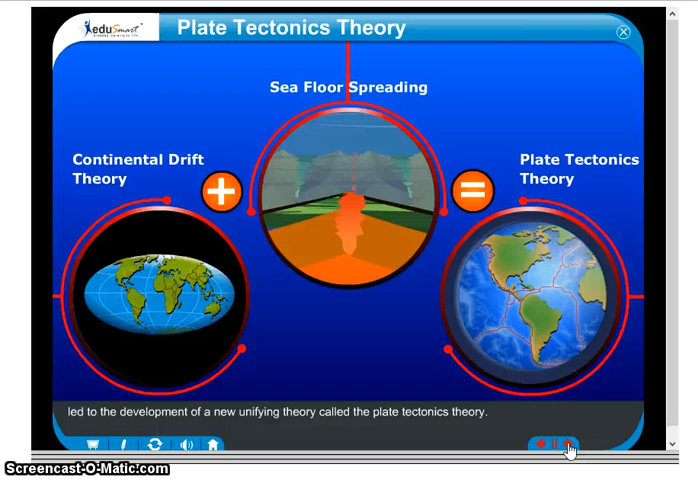 eduSmart
Plate Tectonics Theory
Sea Floor Spreading
Continental Drift
Theory
Plate Tectonics
Theory
led to the development of a new unifying theory called the plate tectonics theory.
Screencast-O-Matic.com